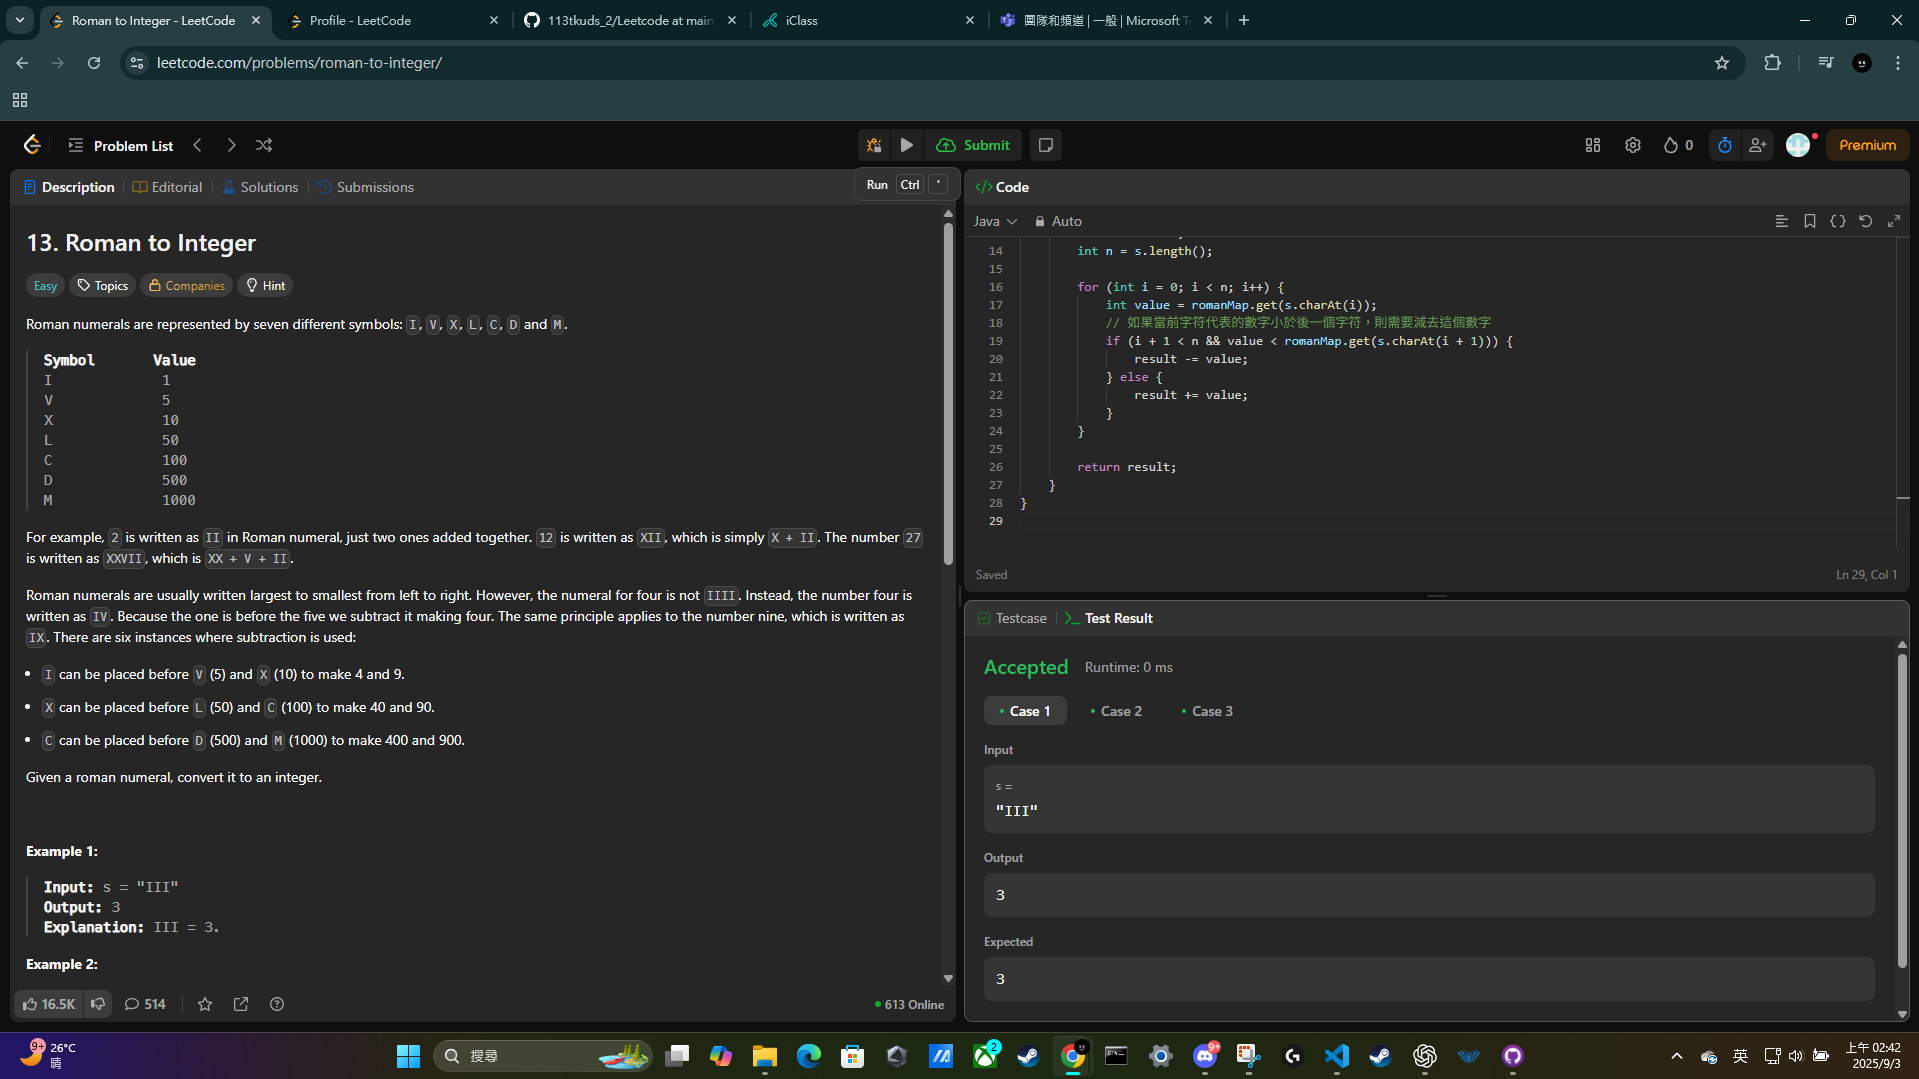 Roman to Integer - LeetCode
Profile - LeetCode
113tkuds_2/Leetcode at main
iClass
團隊和頻道 | 一般 | Microsoft T
leetcode.com/problems/roman-to-integer/
Problem List
Submit
0
Premium
Description
Editorial
Solutions
Submissions
Run Ctrl '
13. Roman to Integer
Easy
Topics
Companies
Hint
Roman numerals are represented by seven different symbols: I, V, X, L, C, D and M.
Symbol Value
I 1
V 5
X 10
L 50
C 100
D 500
M 1000
For example, 2 is written as II in Roman numeral, just two ones added together. 12 is written as XII, which is simply X + II. The number 27
is written as XXVII, which is XX + V + II.
Roman numerals are usually written largest to smallest from left to right. However, the numeral for four is not IIII. Instead, the number four is
written as IV. Because the one is before the five we subtract it making four. The same principle applies to the number nine, which is written as
IX. There are six instances where subtraction is used:
• I can be placed before V (5) and X (10) to make 4 and 9.
• X can be placed before L (50) and C (100) to make 40 and 90.
• C can be placed before D (500) and M (1000) to make 400 and 900.
Given a roman numeral, convert it to an integer.
Example 1:
Input: s = "III"
Output: 3
Explanation: III = 3.
Example 2:
16.5K
514
613 Online
Code
Java
Auto
14 int n = s.length();
15
16 for (int i = 0; i < n; i++) {
17 int value = romanMap.get(s.charAt(i));
18 // 如果當前字符代表的數字小於後一個字符，則需要減去這個數字
19 if (i + 1 < n && value < romanMap.get(s.charAt(i + 1))) {
20 result -= value;
21 } else {
22 result += value;
23 }
24 }
25
26 return result;
27 }
28 }
29
Saved
Ln 29, Col 1
Testcase
Test Result
Accepted
Runtime: 0 ms
• Case 1
• Case 2
• Case 3
Input
s =
"III"
Output
3
Expected
3
9+
26°C
晴
搜尋
2
9+
英
上午 02:42
2025/9/3